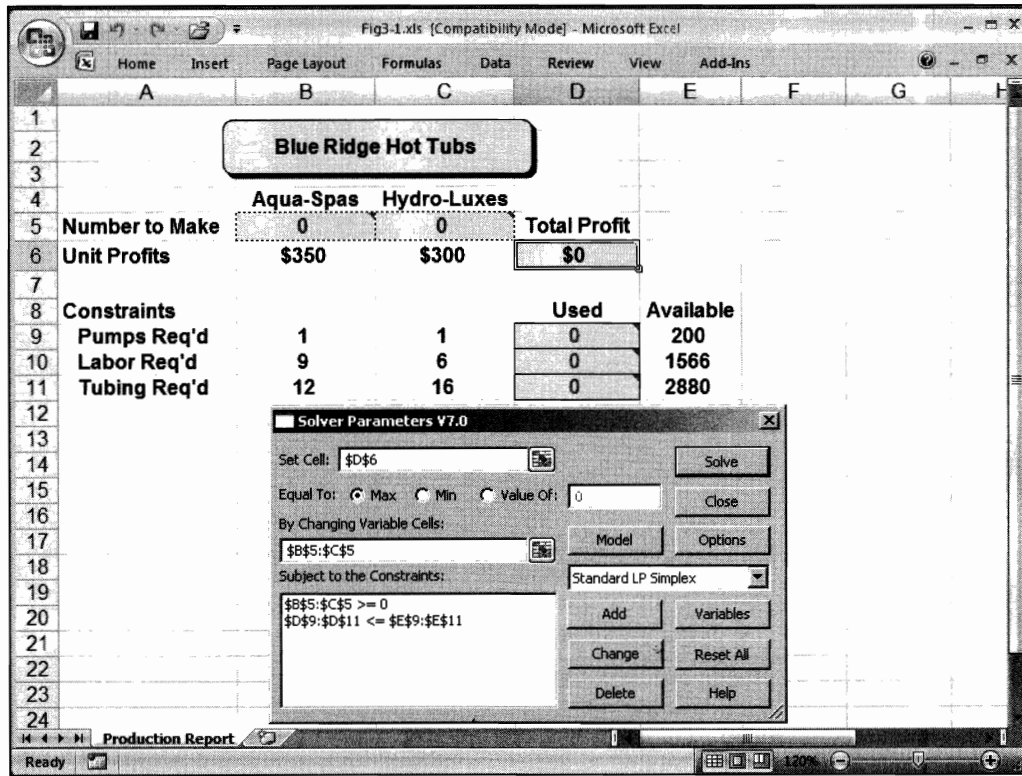 Fig3-1.xls [Compatibility Mode] - Microsoft Excel
Home Insert Page Layout Formulas Data Review View Add-Ins
A B C D E F G H
1
2 Blue Ridge Hot Tubs
3
4 Aqua-Spas Hydro-Luxes
5 Number to Make 0 0 Total Profit
6 Unit Profits $350 $300 $0
7
8 Constraints Used Available
9 Pumps Req'd 1 1 0 200
10 Labor Req'd 9 6 0 1566
11 Tubing Req'd 12 16 0 2880
12
13 Solver Parameters V7.0
14 Set Cell: $D$6 Solve
15 Equal To: Max Min Value Of: 0 Close
16 By Changing Variable Cells:
17 $B$5:$C$5 Model Options
18 Subject to the Constraints: Standard LP Simplex
19 $B$5:$C$5 >= 0
20 $D$9:$D$11 <= $E$9:$E$11 Add Variables
21
22 Change Reset All
23 Delete Help
24
Production Report
Ready 120%